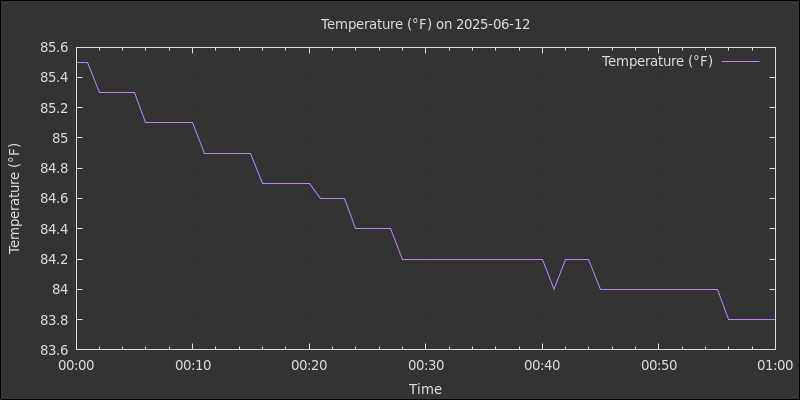 Temperature (°F) on 2025-06-12
Temperature (°F)
85.6
85.4
85.2
85
84.8
84.6
84.4
84.2
84
83.8
83.6
Temperature (°F)
00:00 00:10 00:20 00:30 00:40 00:50 01:00
Time